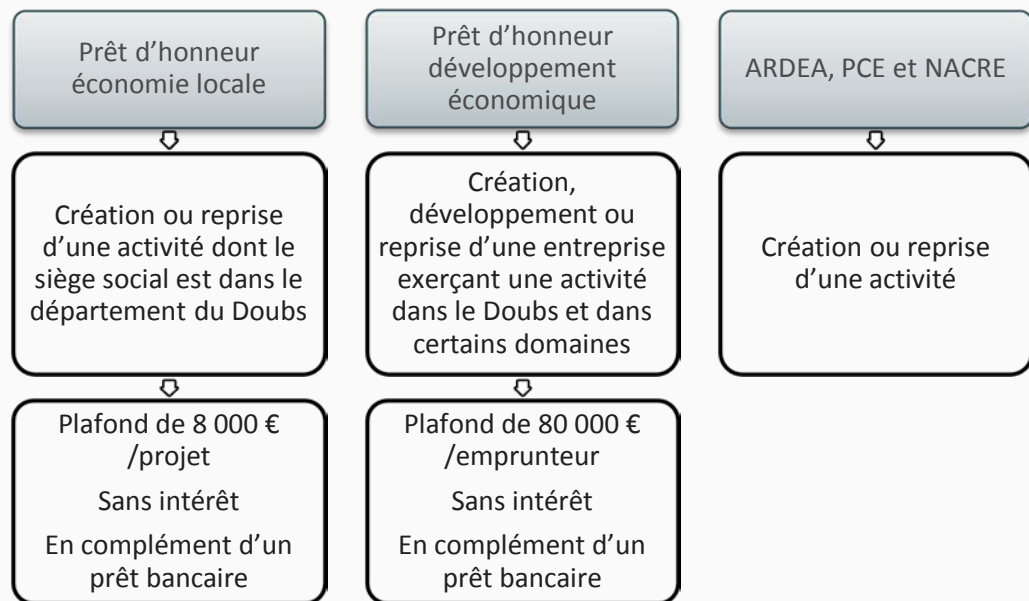 Prêt d’honneur
économie locale
Création ou reprise
d’une activité dont le
siège social est dans le
département du Doubs
Plafond de 8 000 €
/projet
Sans intérêt
En complément d’un
prêt bancaire
Prêt d’honneur
développement
économique
Création,
développement ou
reprise d’une entreprise
exerçant une activité
dans le Doubs et dans
certains domaines
Plafond de 80 000 €
/emprunteur
Sans intérêt
En complément d’un
prêt bancaire
ARDEA, PCE et NACRE
Création ou reprise
d’une activité